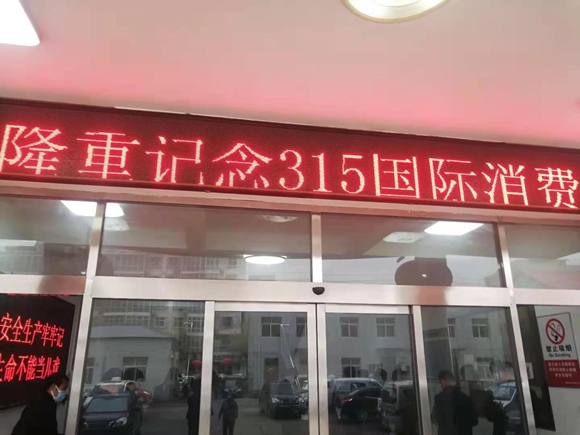 隆重记念315国际消费
安全生产牢牢记
生命不能当儿戏
禁止吸烟
No Smoking